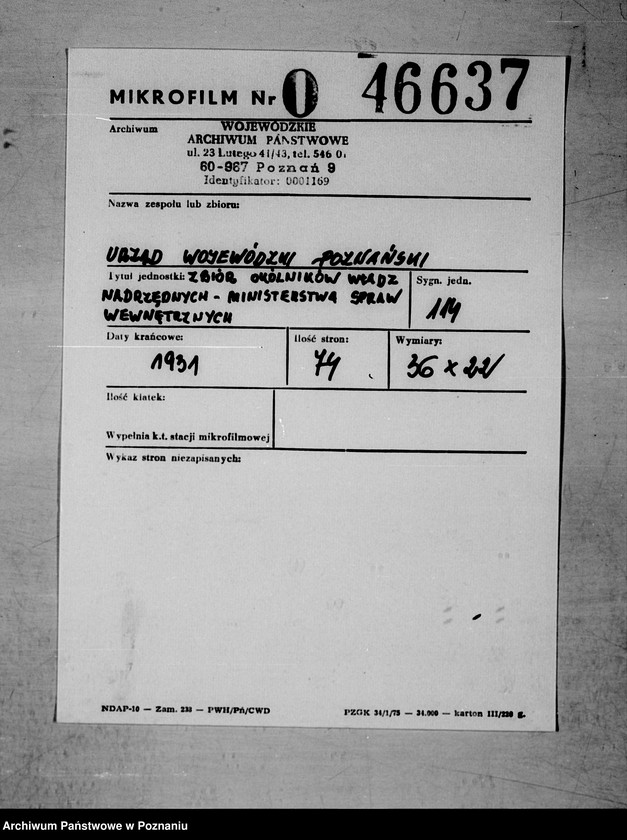 MIKROFILM Nr 0 46637
Archiwum
WOJEWÓDZKIE
ARCHIWUM PAŃSTWOWE
ul. 23 Lutego 41/43, tel. 546 0
60-967 Poznań 9
Identyfikator: 0001169
Nazwa zespołu lub zbioru:
URZĄD WOJEWÓDZKI POZNAŃSKI
Tytuł jednostki: ZBIÓR OKÓLNIKÓW WŁADZ
NADRZĘDNYCH - MINISTERSTWA SPRAW
WEWNĘTRZNYCH
Sygn. jedn.
114
Daty krańcowe:
1931
Ilość stron:
74
Wymiary:
36 x 22
Ilość klatek:
Wypełnia k.t. stacji mikrofilmowej
Wykaz stron niezapisanych:
NDAP-10 — Zam. 233 — PWH/Pń/CWD
PZGK 34/1/75 — 34.000 — karton III/220 g.
Archiwum Państwowe w Poznaniu